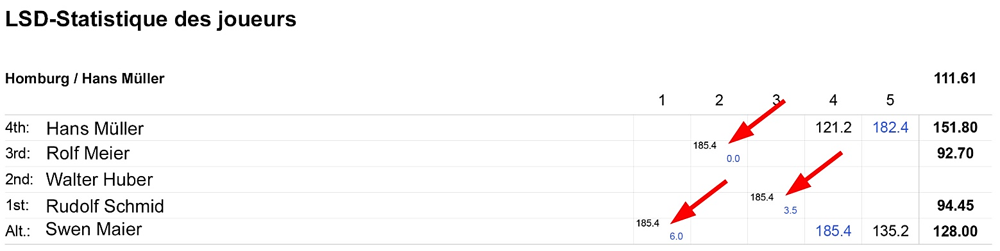 LSD-Statistique des joueurs
Homburg / Hans Müller 111.61
1 2 3 4 5
4th: Hans Müller 121.2 182.4 151.80
3rd: Rolf Meier 185.4 0.0 92.70
2nd: Walter Huber
1st: Rudolf Schmid 185.4 3.5 94.45
Alt.: Swen Maier 185.4 6.0 185.4 135.2 128.00